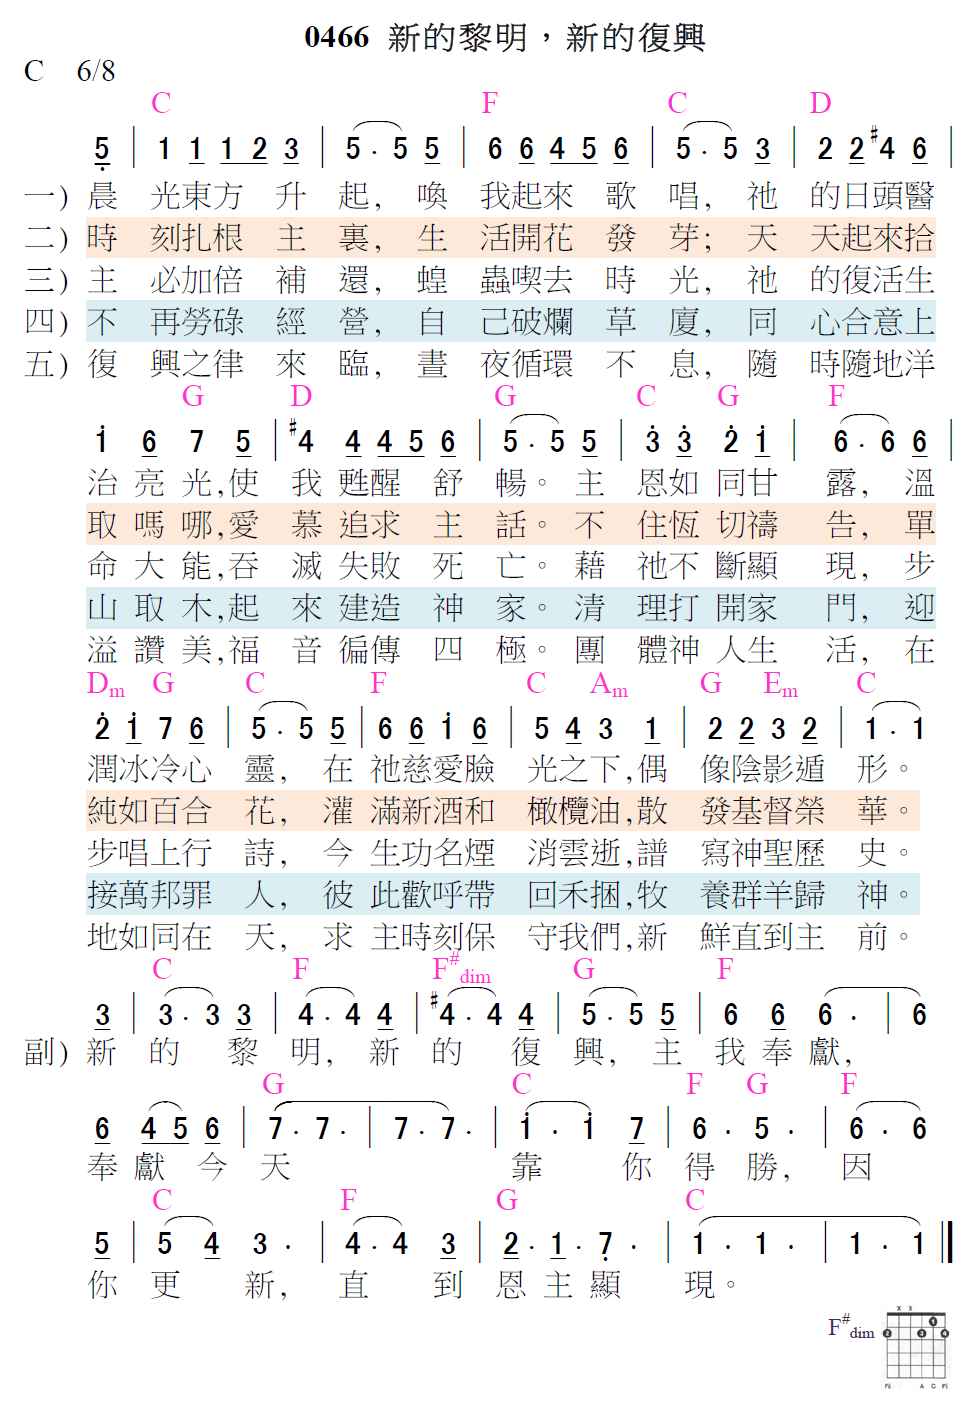 0466 新的黎明，新的復興
C 6/8
C F C D
5 | 1 1 1 2 3 | 5 · 5 5 | 6 6 4 5 6 | 5 · 5 3 | 2 2 #4 6 |
一) 晨 光東方 升 起, 喚 我起來 歌 唱, 祂 的日頭醫
二) 時 刻扎根 主 裏, 生 活開花 發 芽; 天 天起來拾
三) 主 必加倍 補 還, 蝗 蟲喫去 時 光, 祂 的復活生
四) 不 再勞碌 經 營, 自 己破爛 草 廈, 同 心合意上
五) 復 興之律 來 臨, 晝 夜循環 不 息, 隨 時隨地洋
G D G C G F
1 6 7 5 | #4 4 4 5 6 | 5 · 5 5 | 3 3 2 1 | 6 · 6 6 |
治 亮 光,使 我 甦醒 舒 暢。 主 恩如 同甘 露, 溫
取 嗎 哪,愛 慕 追求 主 話。 不 住恆 切禱 告, 單
命 大 能,吞 滅 失敗 死 亡。 藉 祂不 斷顯 現, 步
山 取 木,起 來 建造 神 家。 清 理打 開家 門, 迎
溢 讚 美,福 音 徧傳 四 極。 團 體神 人生 活, 在
Dm G C F C Am G Em C
2 1 7 6 | 5 · 5 5 | 6 6 1 6 | 5 4 3 1 | 2 2 3 2 | 1 · 1
潤冰冷心 靈, 在 祂慈愛臉 光之下,偶 像陰影遁 形。
純如百合 花, 灌 滿新酒和 橄欖油,散 發基督榮 華。
步唱上行 詩, 今 生功名煙 消雲逝,譜 寫神聖歷 史。
接萬邦罪 人, 彼 此歡呼帶 回禾捆,牧 養群羊歸 神。
地如同在 天, 求 主時刻保 守我們,新 鮮直到主 前。
C F F#dim G F
3 | 3 · 3 3 | 4 · 4 4 | #4 · 4 4 | 5 · 5 5 | 6 6 6 · | 6
副) 新 的 黎 明, 新 的 復 興, 主 我 奉 獻,
G C F G F
6 4 5 6 | 7 · 7 · | 7 · 7 · | 1 · 1 7 | 6 · 5 · | 6 · 6
奉 獻 今 天 靠 你 得 勝, 因
C F G C
5 | 5 4 3 · | 4 · 4 3 | 2 · 1 · 7 · | 1 · 1 · | 1 · 1 ‖
你 更 新, 直 到 恩 主 顯 現。
F#dim
x x
2 3 1 4
A C